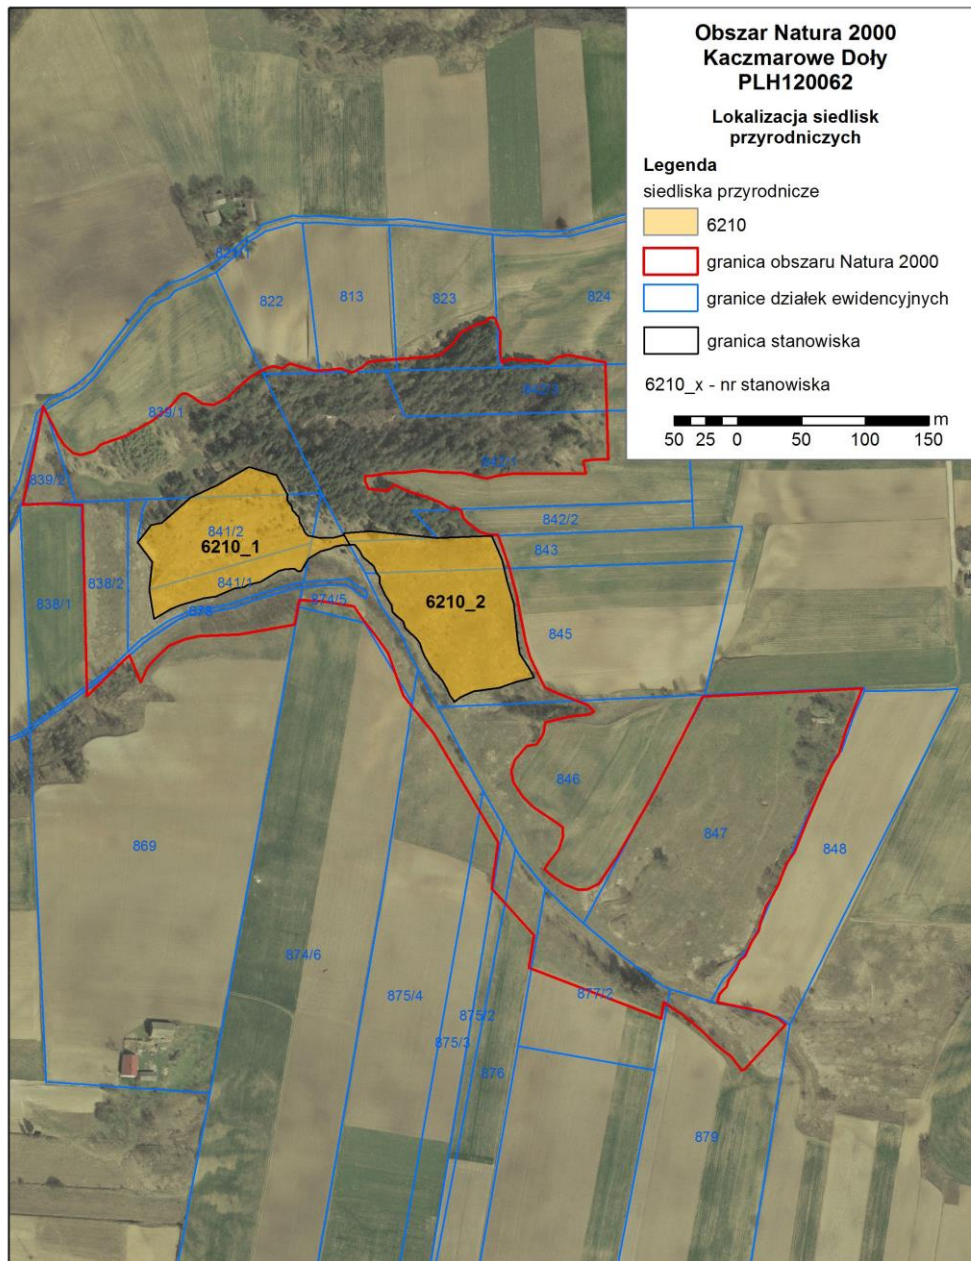 Obszar Natura 2000
Kaczmarowe Doły
PLH120062
Lokalizacja siedlisk
przyrodniczych
Legenda
siedliska przyrodnicze
6210
granica obszaru Natura 2000
granice działek ewidencyjnych
granica stanowiska
6210_x - nr stanowiska
m
50 25 0 50 100 150
822
813
823
824
839/1
842/1
839/2
842/2
841/2
6210_1
843
838/2
841/1
874/5
838/1
878
6210_2
845
846
847
848
869
874/6
875/4
875/2
875/3
876
877/2
879